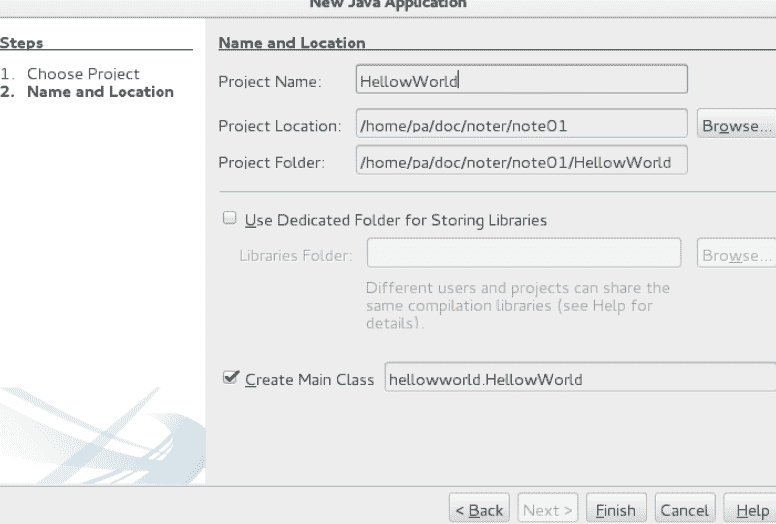 New Java Application
Steps
1. Choose Project
2. Name and Location
Name and Location
Project Name: HellowWorld
Project Location: /home/pa/doc/noter/note01 Browse...
Project Folder: /home/pa/doc/noter/note01/HellowWorld
Use Dedicated Folder for Storing Libraries
Libraries Folder: Browse...
Different users and projects can share the
same compilation libraries (see Help for
details).
Create Main Class hellowworld.HellowWorld
< Back Next > Finish Cancel Help